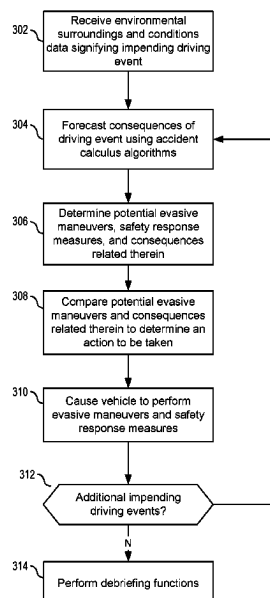 302
Receive environmental
surroundings and conditions
data signifying impending driving
event
304
Forecast consequences of
driving event using accident
calculus algorithms
306
Determine potential evasive
maneuvers, safety response
measures, and consequences
related therein
308
Compare potential evasive
maneuvers and consequences
related therein to determine an
action to be taken
310
Cause vehicle to perform
evasive maneuvers and safety
response measures
312
Additional impending
driving events?
N
314
Perform debriefing functions